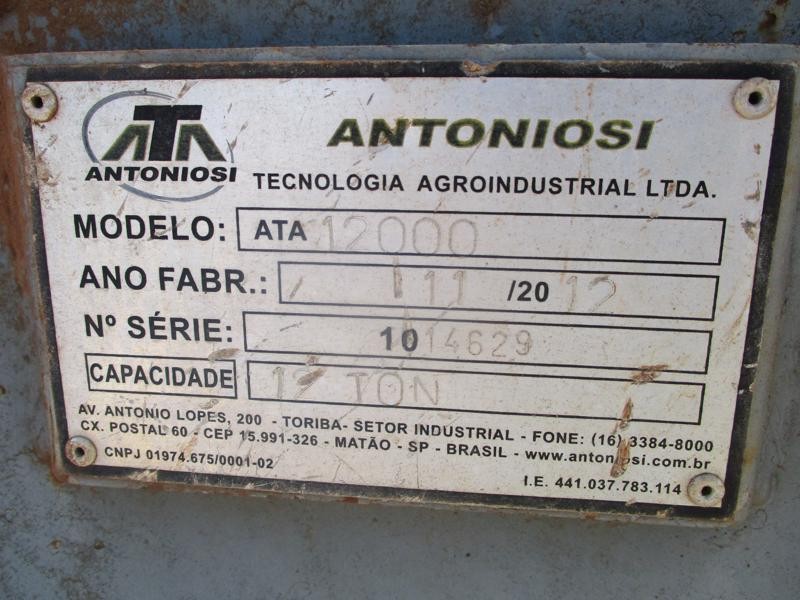 ATA
ANTONIOSI
ANTONIOSI
TECNOLOGIA AGROINDUSTRIAL LTDA.
MODELO: ATA 12000
ANO FABR.: 11 /20 12
Nº SÉRIE: 10 14629
CAPACIDADE 12 TON
AV. ANTONIO LOPES, 200 - TORIBA- SETOR INDUSTRIAL - FONE: (16) 3384-8000
CX. POSTAL 60 - CEP 15.991-326 - MATÃO - SP - BRASIL - www.antoniosi.com.br
CNPJ 01974.675/0001-02
I.E. 441.037.783.114